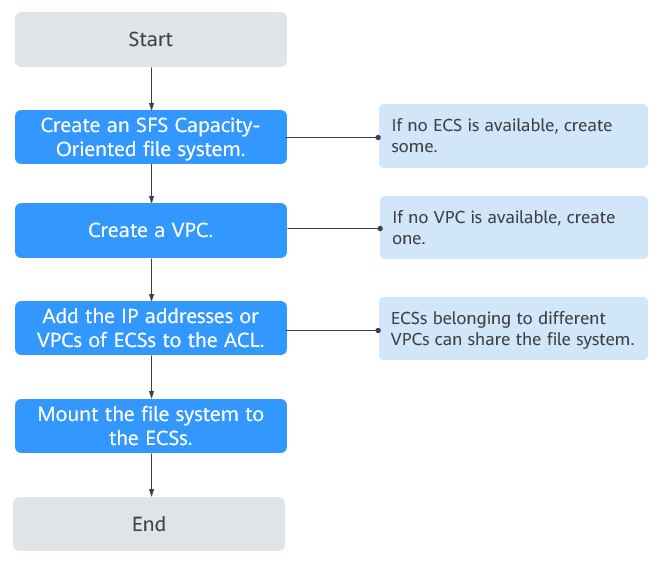 Start
Create an SFS Capacity-
Oriented file system.
If no ECS is available, create
some.
Create a VPC.
If no VPC is available, create
one.
Add the IP addresses or
VPCs of ECSs to the ACL.
ECSs belonging to different
VPCs can share the file system.
Mount the file system to
the ECSs.
End